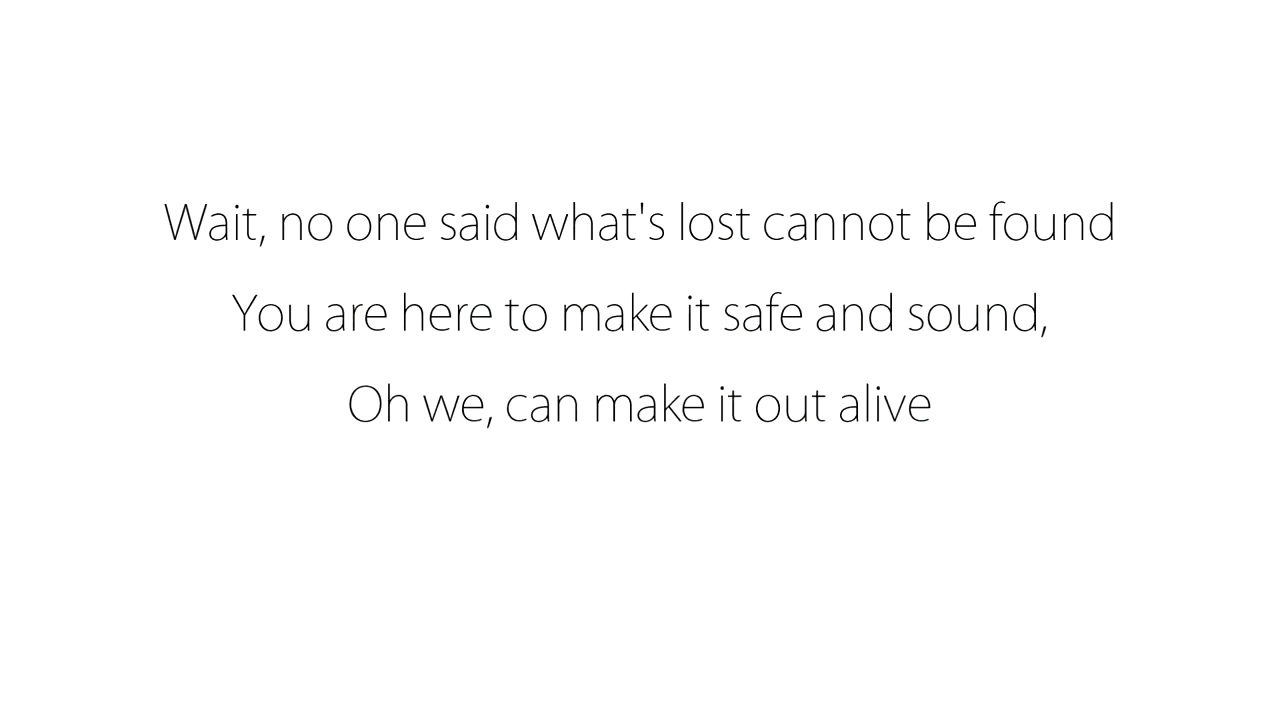 Wait, no one said what's lost cannot be found
You are here to make it safe and sound,
Oh we, can make it out alive